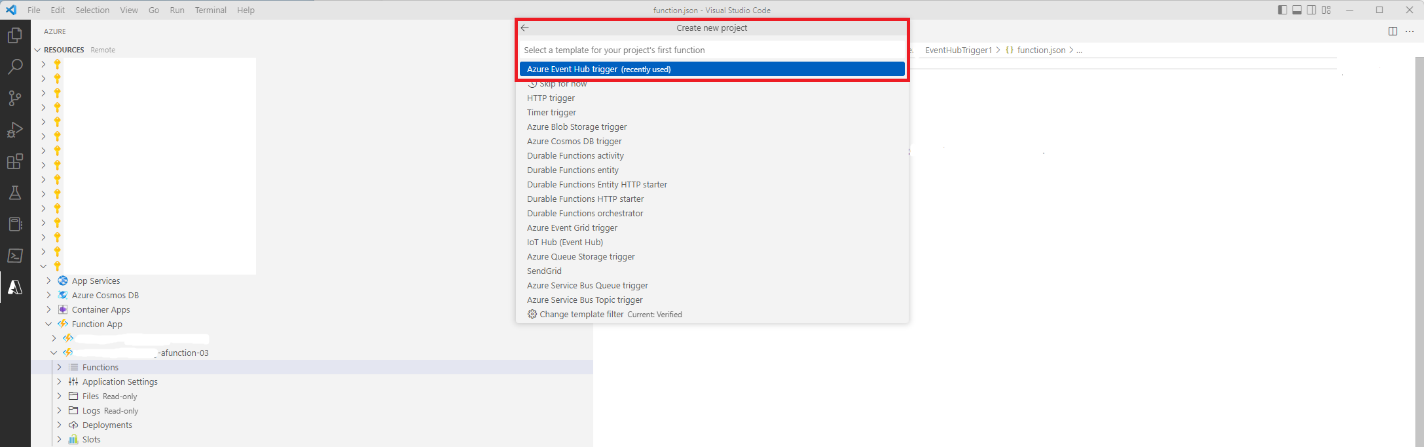 File Edit Selection View Go Run Terminal Help
function.json - Visual Studio Code
AZURE
RESOURCES Remote
App Services
Azure Cosmos DB
Container Apps
Function App
-afunction-03
Functions
Application Settings
Files Read-only
Logs Read-only
Deployments
Slots
Create new project
Select a template for your project's first function
Azure Event Hub trigger (recently used)
Skip for now
HTTP trigger
Timer trigger
Azure Blob Storage trigger
Azure Cosmos DB trigger
Durable Functions activity
Durable Functions entity
Durable Functions Entity HTTP starter
Durable Functions HTTP starter
Durable Functions orchestrator
Azure Event Grid trigger
IoT Hub (Event Hub)
Azure Queue Storage trigger
SendGrid
Azure Service Bus Queue trigger
Azure Service Bus Topic trigger
Change template filter Current: Verified
EventHubTrigger1 > {} function.json > ...